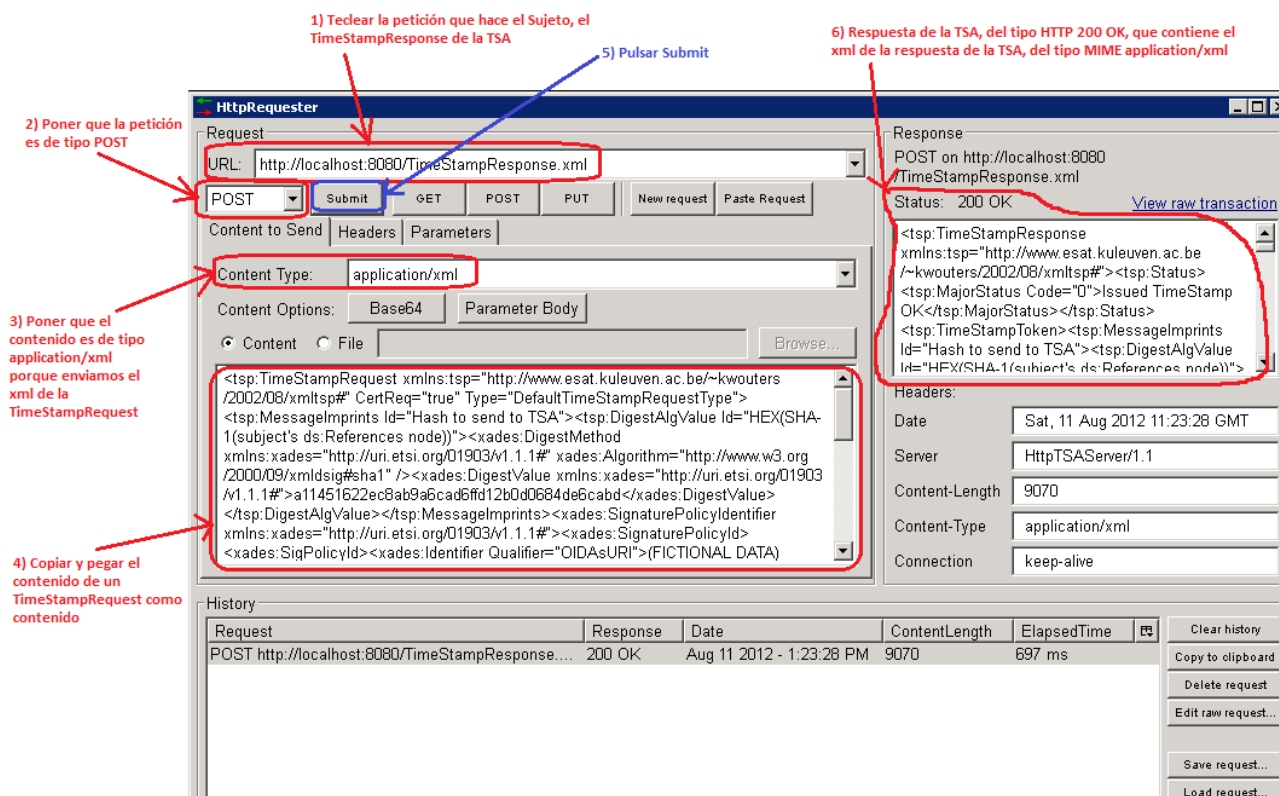 1) Teclear la petición que hace el Sujeto, el
TimeStampResponse de la TSA
5) Pulsar Submit
6) Respuesta de la TSA, del tipo HTTP 200 OK, que contiene el
xml de la respuesta de la TSA, del tipo MIME application/xml
2) Poner que la petición
es de tipo POST
3) Poner que el
contenido es de tipo
application/xml
porque enviamos el
xml de la
TimeStampRequest
4) Copiar y pegar el
contenido de un
TimeStampRequest como
contenido
HttpRequester
Request
URL: http://localhost:8080/TimeStampResponse.xml
POST Submit GET POST PUT New request Paste Request
Content to Send Headers Parameters
Content Type: application/xml
Content Options: Base64 Parameter Body
Content File Browse...
<tsp:TimeStampRequest xmlns:tsp="http://www.esat.kuleuven.ac.be/~kwouters
/2002/08/xmltsp#" CertReq="true" Type="DefaultTimeStampRequestType">
<tsp:MessageImprints Id="Hash to send to TSA"><tsp:DigestAlgValue Id="HEX(SHA-
1(subject's ds:References node))"><xades:DigestMethod
xmlns:xades="http://uri.etsi.org/01903/v1.1.1#" xades:Algorithm="http://www.w3.org
/2000/09/xmldsig#sha1" /><xades:DigestValue xmlns:xades="http://uri.etsi.org/01903
/v1.1.1#">a11451622ec8ab9a6cad6ffd12b0d0684de6cabd</xades:DigestValue>
</tsp:DigestAlgValue></tsp:MessageImprints><xades:SignaturePolicyIdentifier
xmlns:xades="http://uri.etsi.org/01903/v1.1.1#"><xades:SignaturePolicyId>
<xades:SigPolicyId><xades:Identifier Qualifier="OIDAsURI">(FICTIONAL DATA)
Response
POST on http://localhost:8080
/TimeStampResponse.xml
Status: 200 OK View raw transaction
<tsp:TimeStampResponse
xmlns:tsp="http://www.esat.kuleuven.ac.be
/~kwouters/2002/08/xmltsp#"><tsp:Status>
<tsp:MajorStatus Code="0">Issued TimeStamp
OK</tsp:MajorStatus></tsp:Status>
<tsp:TimeStampToken><tsp:MessageImprints
Id="Hash to send to TSA"><tsp:DigestAlgValue
Id="HEX(SHA-1(subject's ds:References node))">
Headers:
Date Sat, 11 Aug 2012 11:23:28 GMT
Server HttpTSAServer/1.1
Content-Length 9070
Content-Type application/xml
Connection keep-alive
History
Request Response Date ContentLength ElapsedTime
POST http://localhost:8080/TimeStampResponse.... 200 OK Aug 11 2012 - 1:23:28 PM 9070 697 ms
Clear history
Copy to clipboard
Delete request
Edit raw request...
Save request...
Load request...